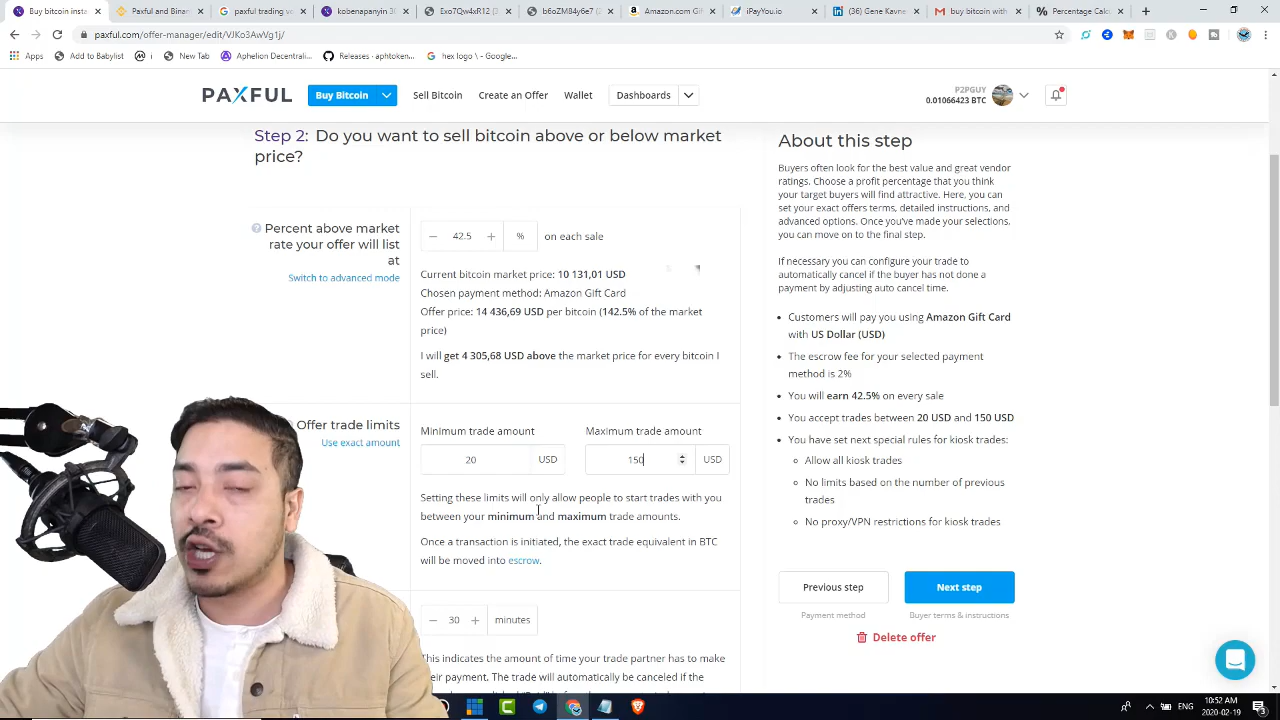 Buy Bitcoin insta
Paxful and Binanc
paxful trading vo
kobenapanyin 30
Exo7Qw4xR12 (3
b6oZM84y6e7 (2
Amazon.com Gif
iPayYou.io
(36) Gene Kavne
buy bitcoin with
Percentage Calcu
paxful.com/offer-manager/edit/VJKo3AwVg1j/
Apps
Add to Babylist
New Tab
Aphelion Decentrali...
Releases · aphtoken...
hex logo \ - Google...
PAXFUL
Buy Bitcoin
Sell Bitcoin
Create an Offer
Wallet
Dashboards
P2PGUY
0.01066423 BTC
Step 2: Do you want to sell bitcoin above or below market
price?
Percent above market
rate your offer will list
at
Switch to advanced mode
− 42.5 + % on each sale
Current bitcoin market price: 10 131,01 USD
Chosen payment method: Amazon Gift Card
Offer price: 14 436,69 USD per bitcoin (142.5% of the market
price)
I will get 4 305,68 USD above the market price for every bitcoin I
sell.
Offer trade limits
Use exact amount
Minimum trade amount
20 USD
Maximum trade amount
150 USD
Setting these limits will only allow people to start trades with you
between your minimum and maximum trade amounts.
Once a transaction is initiated, the exact trade equivalent in BTC
will be moved into escrow.
− 30 + minutes
This indicates the amount of time your trade partner has to make
their payment. The trade will automatically be canceled if the
About this step
Buyers often look for the best value and great vendor
ratings. Choose a profit percentage that you think
your target buyers will find attractive. Here, you can
set your exact offers terms, detailed instructions, and
advanced options. Once you've made your selections,
you can move on to the final step.
If necessary you can configure your trade to
automatically cancel if the buyer has not done a
payment by adjusting auto cancel time.
Customers will pay you using Amazon Gift Card
with US Dollar (USD)
The escrow fee for your selected payment
method is 2%
You will earn 42.5% on every sale
You accept trades between 20 USD and 150 USD
You have set next special rules for kiosk trades:
Allow all kiosk trades
No limits based on the number of previous
trades
No proxy/VPN restrictions for kiosk trades
Previous step
Payment method
Next step
Buyer terms & instructions
Delete offer
ENG
10:52 AM
2020-02-19